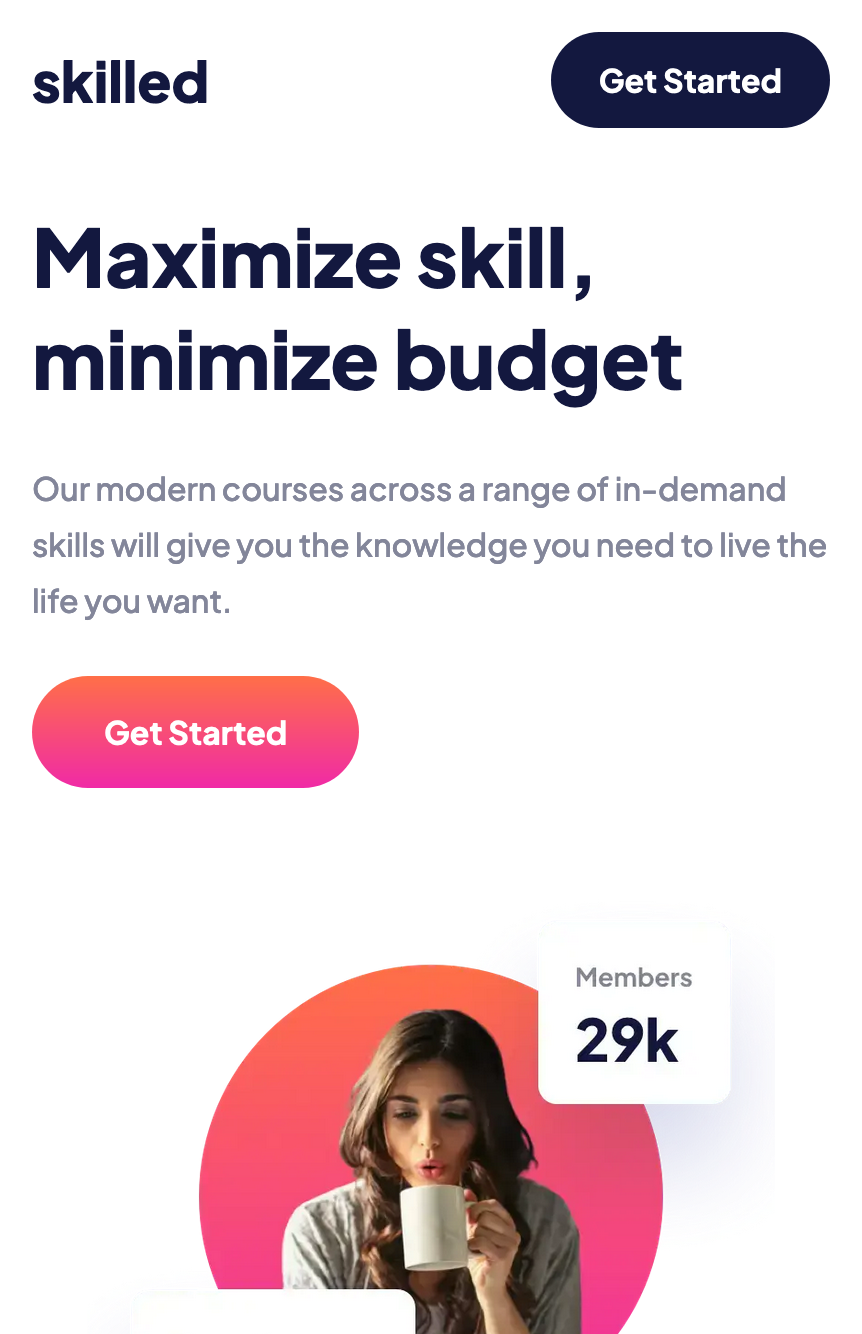 skilled
Get Started
Maximize skill,
minimize budget
Our modern courses across a range of in-demand
skills will give you the knowledge you need to live the
life you want.
Get Started
Members
29k